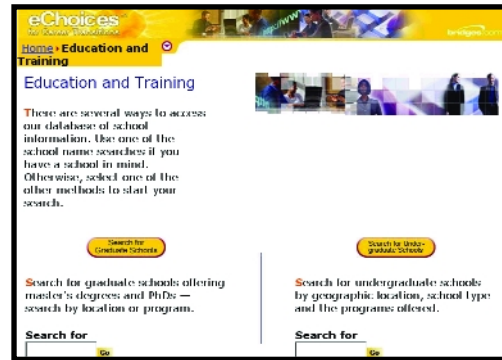 eChoices
for Career Transitions
bridges.com
Home › Education and
Training
Education and Training
There are several ways to access
our database of school
information. Use one of the
school name searches if you
have a school in mind.
Otherwise, select one of the
other methods to start your
search.
Search for
Graduate Schools
Search for graduate schools offering
master's degrees and PhDs —
search by location or program.
Search for
Go
Search for Under-
graduate Schools
Search for undergraduate schools
by geographic location, school type
and the programs offered.
Search for
Go